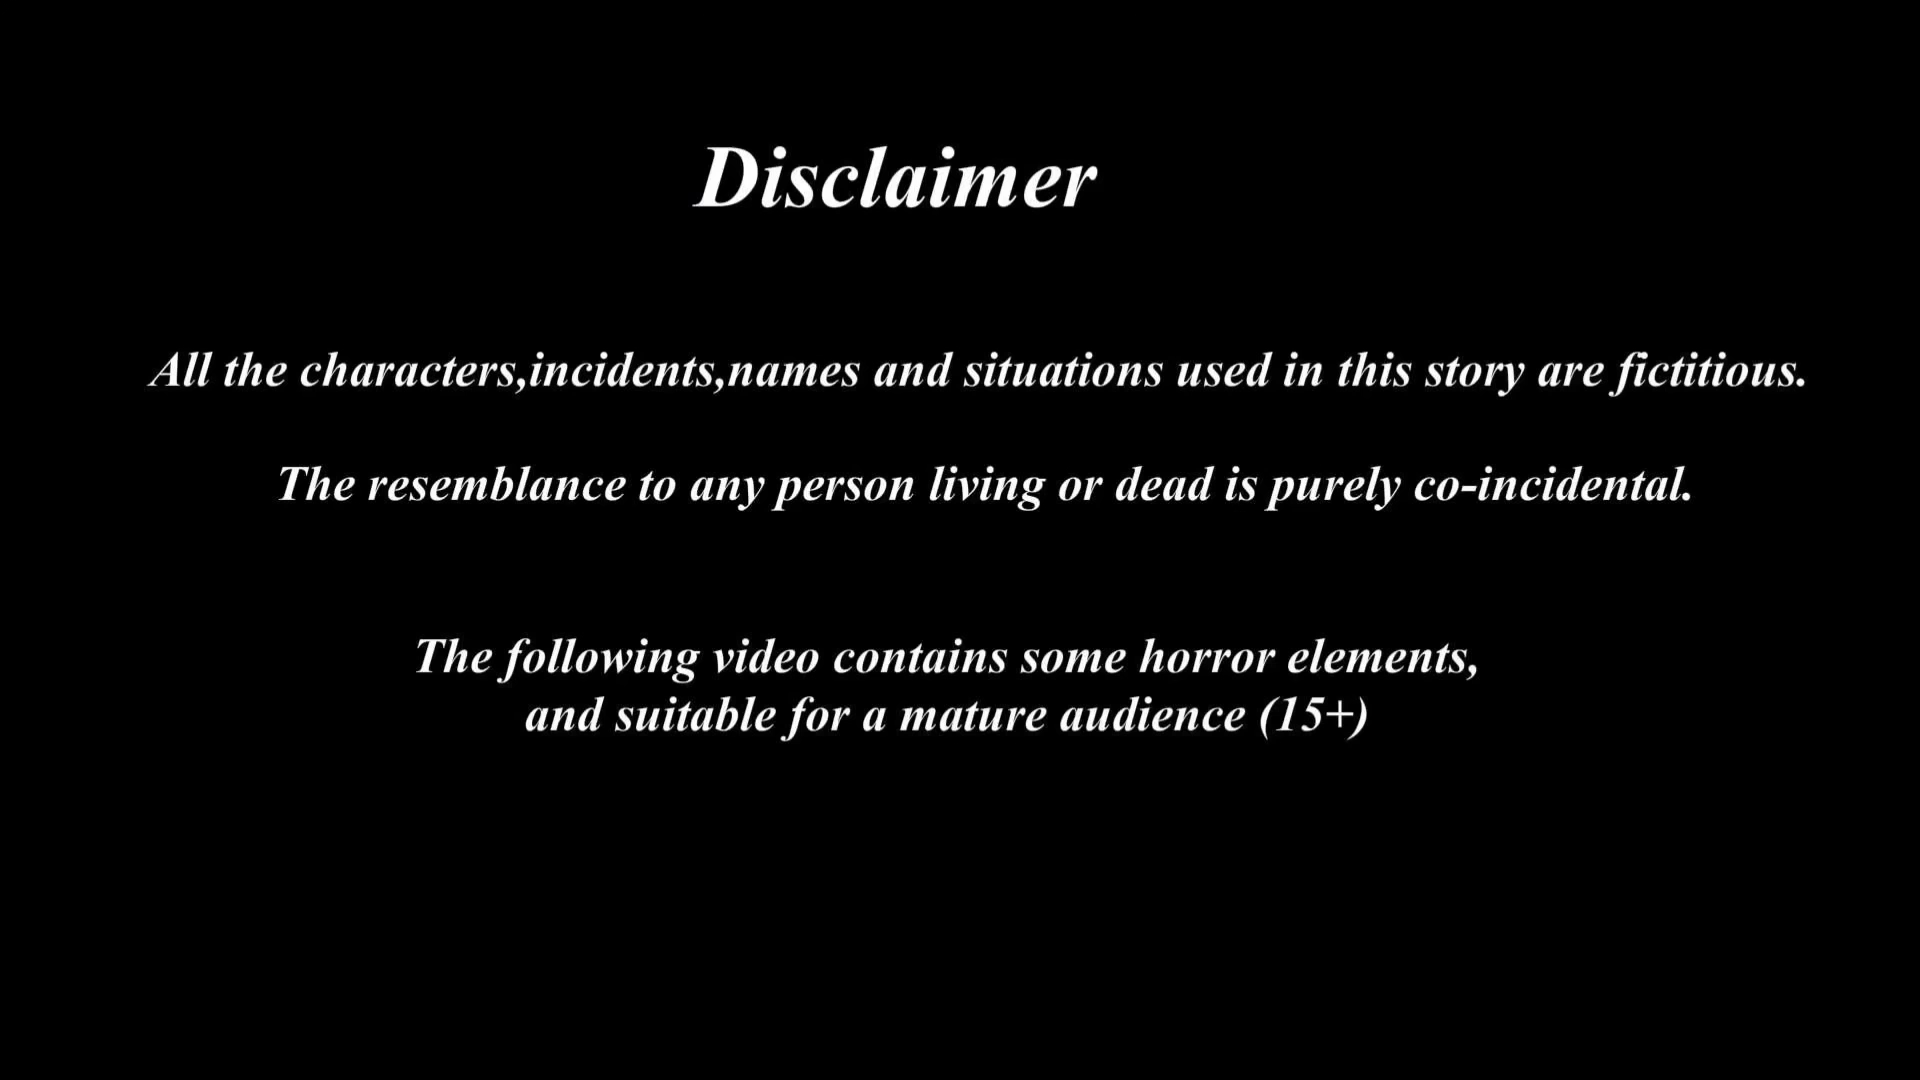 Disclaimer
All the characters,incidents,names and situations used in this story are fictitious.
The resemblance to any person living or dead is purely co-incidental.
The following video contains some horror elements,
and suitable for a mature audience (15+)